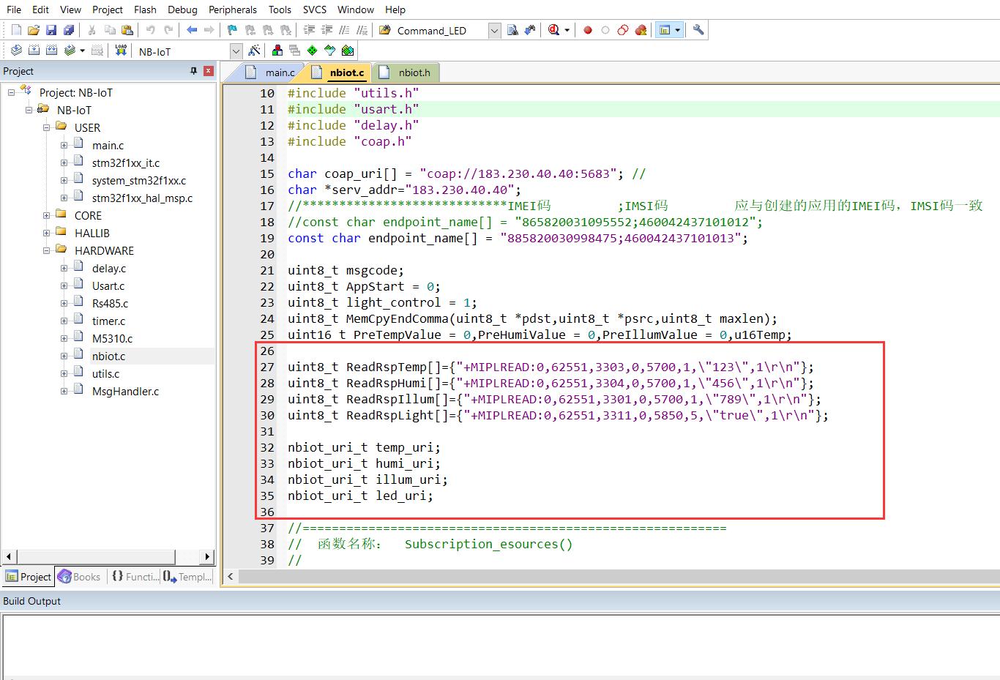 File Edit View Project Flash Debug Peripherals Tools SVCS Window Help
Command_LED
LOAD NB-IoT
Project
main.c nbiot.c nbiot.h
Project: NB-IoT
NB-IoT
USER
main.c
stm32f1xx_it.c
system_stm32f1xx.c
stm32f1xx_hal_msp.c
CORE
HALLIB
HARDWARE
delay.c
Usart.c
Rs485.c
timer.c
M5310.c
nbiot.c
utils.c
MsgHandler.c
Project Books {} Functi... Templ...
10 #include "utils.h"
11 #include "usart.h"
12 #include "delay.h"
13 #include "coap.h"
14
15 char coap_uri[] = "coap://183.230.40.40:5683"; //
16 char *serv_addr="183.230.40.40";
17 //****************************IMEI码 ;IMSI码 应与创建的应用的IMEI码，IMSI码一致
18 //const char endpoint_name[] = "865820031095552;460042437101012";
19 const char endpoint_name[] = "885820030998475;460042437101013";
20
21 uint8_t msgcode;
22 uint8_t AppStart = 0;
23 uint8_t light_control = 1;
24 uint8_t MemCpyEndComma(uint8_t *pdst,uint8_t *psrc,uint8_t maxlen);
25 uint16_t PreTempValue = 0,PreHumiValue = 0,PreIllumValue = 0,u16Temp;
26
27 uint8_t ReadRspTemp[]={"+MIPLREAD:0,62551,3303,0,5700,1,\"123\",1\r\n"};
28 uint8_t ReadRspHumi[]={"+MIPLREAD:0,62551,3304,0,5700,1,\"456\",1\r\n"};
29 uint8_t ReadRspIllum[]={"+MIPLREAD:0,62551,3301,0,5700,1,\"789\",1\r\n"};
30 uint8_t ReadRspLight[]={"+MIPLREAD:0,62551,3311,0,5850,5,\"true\",1\r\n"};
31
32 nbiot_uri_t temp_uri;
33 nbiot_uri_t humi_uri;
34 nbiot_uri_t illum_uri;
35 nbiot_uri_t led_uri;
36
37 //==========================================================
38 // 函数名称： Subscription_esources()
39 //
Build Output